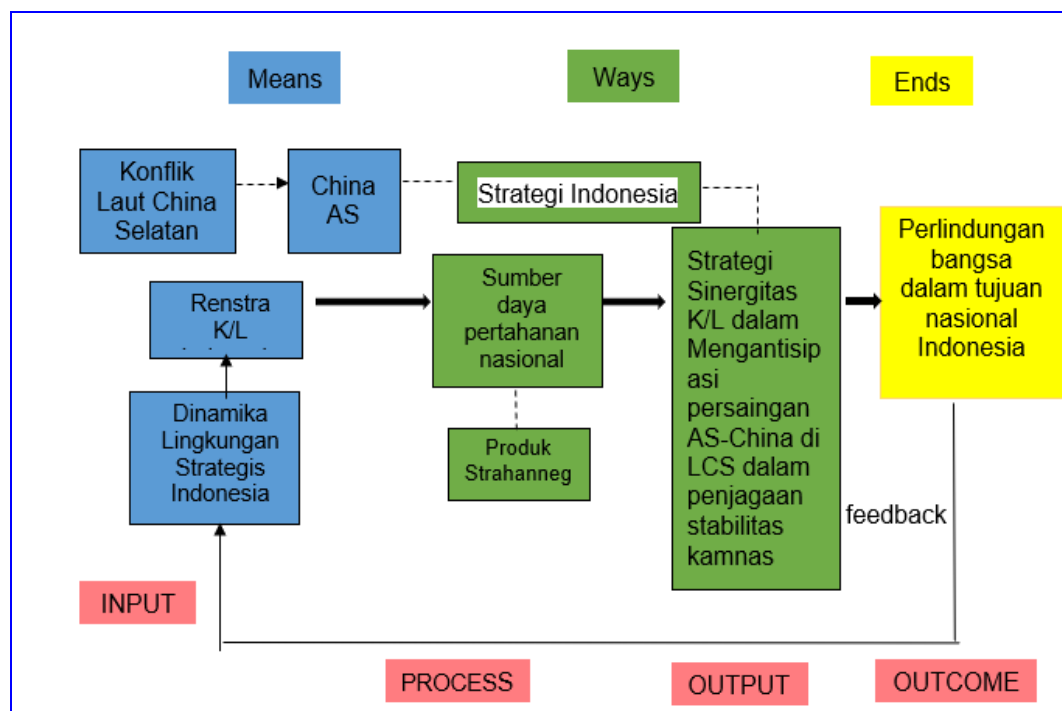 Means
Ways
Ends
Konflik
Laut China
Selatan
China
AS
Strategi Indonesia
Perlindungan
bangsa
dalam tujuan
nasional
Indonesia
Renstra
K/L
Sumber
daya
pertahanan
nasional
Strategi
Sinergitas
K/L dalam
Mengantisip
asi
persaingan
AS-China di
LCS dalam
penjagaan
stabilitas
kamnas
Dinamika
Lingkungan
Strategis
Indonesia
Produk
Strahanneg
feedback
INPUT
PROCESS
OUTPUT
OUTCOME